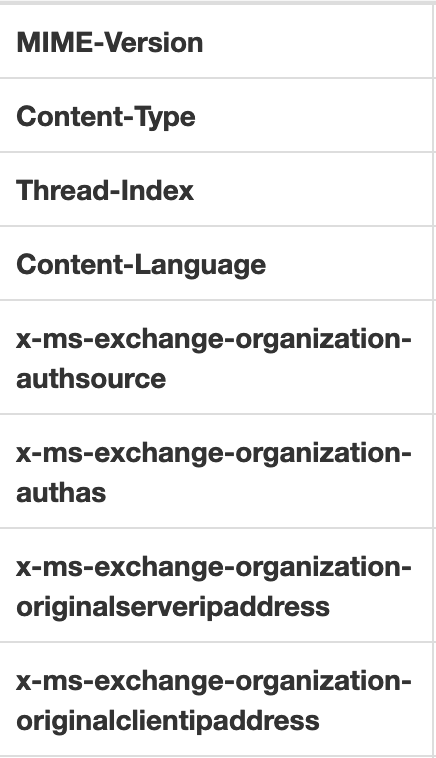 MIME-Version
Content-Type
Thread-Index
Content-Language
x-ms-exchange-organization-
authsource
x-ms-exchange-organization-
authas
x-ms-exchange-organization-
originalserveripaddress
x-ms-exchange-organization-
originalclientipaddress